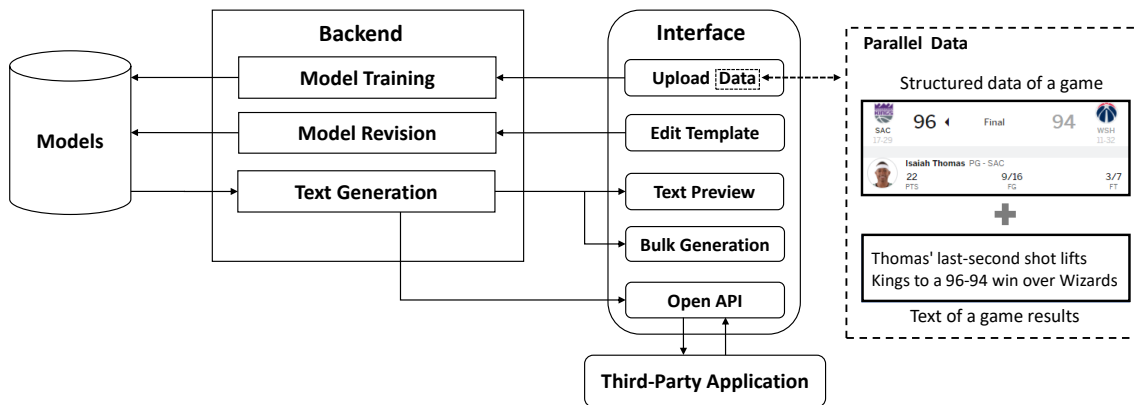 Models
Backend
Model Training
Model Revision
Text Generation
Interface
Upload Data
Edit Template
Text Preview
Bulk Generation
Open API
Third-Party Application
Parallel Data
Structured data of a game
KINGS
SAC
17-29
96
Final
94
WSH
11-32
Isaiah Thomas PG - SAC
22 9/16 3/7
PTS FG FT
Thomas' last-second shot lifts
Kings to a 96-94 win over Wizards
Text of a game results